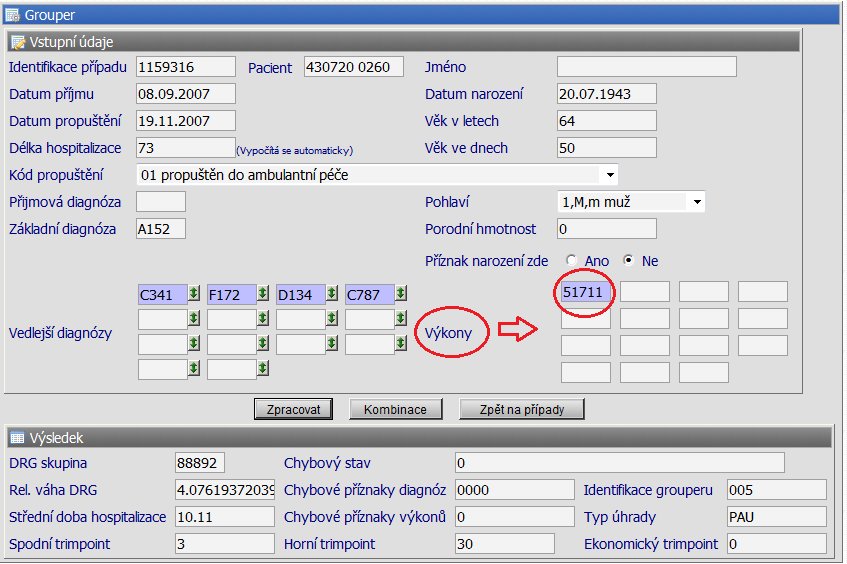 Grouper
Vstupní údaje
Identifikace případu 1159316 Pacient 430720 0260 Jméno
Datum příjmu 08.09.2007 Datum narození 20.07.1943
Datum propuštění 19.11.2007 Věk v letech 64
Délka hospitalizace 73 (Vypočítá se automaticky) Věk ve dnech 50
Kód propuštění 01 propuštěn do ambulantní péče
Přijmová diagnóza Pohlaví 1,M,m muž
Základní diagnóza A152 Porodní hmotnost 0
Příznak narození zde Ano Ne
C341 F172 D134 C787 51711
Vedlejší diagnózy Výkony
Zpracovat Kombinace Zpět na případy
Výsledek
DRG skupina 88892 Chybový stav 0
Rel. váha DRG 4.07619372039 Chybové příznaky diagnóz 0000 Identifikace grouperu 005
Střední doba hospitalizace 10.11 Chybové příznaky výkonů 0 Typ úhrady PAU
Spodní trimpoint 3 Horní trimpoint 30 Ekonomický trimpoint 0